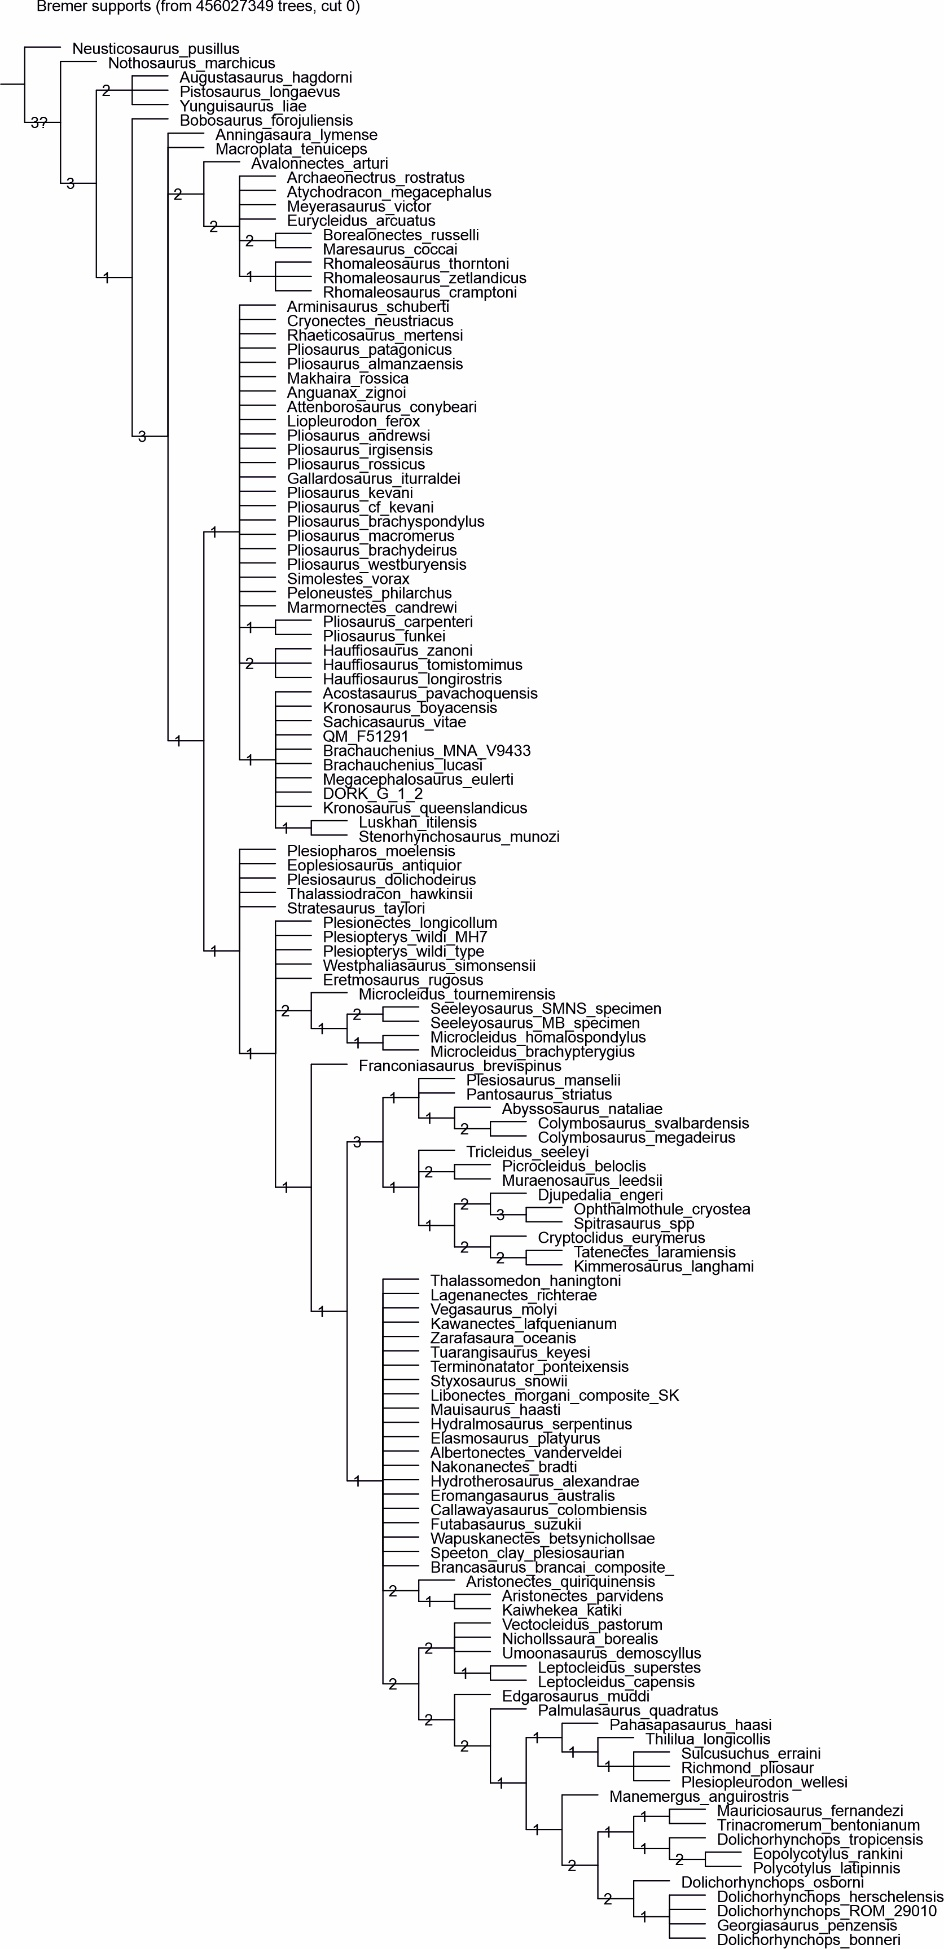 Bremer supports (from 456027349 trees, cut 0)
Neusticosaurus_pusillus
Nothosaurus_marchicus
Augustasaurus_hagdorni
2
Pistosaurus_longaevus
Yunguisaurus_liae
Bobosaurus_forojuliensis
3?
Anningasaura_lymense
Macroplata_tenuiceps
Avalonnectes_arturi
Archaeonectrus_rostratus
3
Atychodracon_megacephalus
2
Meyerasaurus_victor
Eurycleidus_arcuatus
2
Borealonectes_russelli
2
Maresaurus_coccai
Rhomaleosaurus_thorntoni
1
1
Rhomaleosaurus_zetlandicus
Rhomaleosaurus_cramptoni
Arminisaurus_schuberti
Cryonectes_neustriacus
Rhaeticosaurus_mertensi
Pliosaurus_patagonicus
Pliosaurus_almanzaensis
Makhaira_rossica
Anguanax_zignoi
Attenborosaurus_conybeari
Liopleurodon_ferox
3
Pliosaurus_andrewsi
Pliosaurus_irgisensis
Pliosaurus_rossicus
Gallardosaurus_iturraldei
Pliosaurus_kevani
Pliosaurus_cf_kevani
Pliosaurus_brachyspondylus
1
Pliosaurus_macromerus
Pliosaurus_brachydeirus
Pliosaurus_westburyensis
Simolestes_vorax
Peloneustes_philarchus
Marmornectes_candrewi
Pliosaurus_carpenteri
1
Pliosaurus_funkei
Hauffiosaurus_zanoni
2
Hauffiosaurus_tomistomimus
Hauffiosaurus_longirostris
Acostasaurus_pavachoquensis
Kronosaurus_boyacensis
Sachicasaurus_vitae
QM_F51291
1
Brachauchenius_MNA_V9433
1
Brachauchenius_lucasi
Megacephalosaurus_eulerti
DORK_G_1_2
Kronosaurus_queenslandicus
Luskhan_itilensis
1
Stenorhynchosaurus_munozi
Plesiopharos_moelensis
Eoplesiosaurus_antiquior
Plesiosaurus_dolichodeirus
Thalassiodracon_hawkinsii
Stratesaurus_taylori
Plesionectes_longicollum
Plesiopterys_wildi_MH7
1
Plesiopterys_wildi_type
Westphaliasaurus_simonsensii
Eretmosaurus_rugosus
Microcleidus_tournemirensis
2
Seeleyosaurus_SMNS_specimen
2
1
Seeleyosaurus_MB_specimen
Microcleidus_homalospondylus
1
1
Microcleidus_brachypterygius
Franconiasaurus_brevispinus
Plesiosaurus_manselii
1
Pantosaurus_striatus
Abyssosaurus_nataliae
1
Colymbosaurus_svalbardensis
2
Colymbosaurus_megadeirus
3
Tricleidus_seeleyi
Picrocleidus_beloclis
2
Muraenosaurus_leedsii
1
1
Djupedalia_engeri
2
Ophthalmothule_cryostea
3
Spitrasaurus_spp
1
Cryptoclidus_eurymerus
2
Tatenectes_laramiensis
2
Kimmerosaurus_langhami
Thalassomedon_haningtoni
Lagenanectes_richterae
1
Vegasaurus_molyi
Kawanectes_lafquenianum
Zarafasaura_oceanis
Tuarangisaurus_keyesi
Terminonatator_ponteixensis
Styxosaurus_snowii
Libonectes_morgani_composite_SK
Mauisaurus_haasti
Hydralmosaurus_serpentinus
Elasmosaurus_platyurus
Albertonectes_vanderveldei
Nakonanectes_bradti
1
Hydrotherosaurus_alexandrae
Eromangasaurus_australis
Callawayasaurus_colombiensis
Futabasaurus_suzukii
Wapuskanectes_betsynichollsae
Speeton_clay_plesiosaurian
Brancasaurus_brancai_composite_
Aristonectes_quiriquinensis
2
Aristonectes_parvidens
1
Kaiwhekea_katiki
Vectocleidus_pastorum
Nichollssaura_borealis
2
Umoonasaurus_demoscyllus
Leptocleidus_superstes
1
Leptocleidus_capensis
2
Edgarosaurus_muddi
Palmulasaurus_quadratus
2
Pahasapasaurus_haasi
1
Thililua_longicollis
2
1
Sulcusuchus_erraini
1
Richmond_pliosaur
Plesiopleurodon_wellesi
1
Manemergus_anguirostris
Mauriciosaurus_fernandezi
1
Trinacromerum_bentonianum
1
1
Dolichorhynchops_tropicensis
1
Eopolycotylus_rankini
2
Polycotylus_latipinnis
2
Dolichorhynchops_osborni
2
Dolichorhynchops_herschelensis
Dolichorhynchops_ROM_29010
1
Georgiasaurus_penzensis
Dolichorhynchops_bonneri